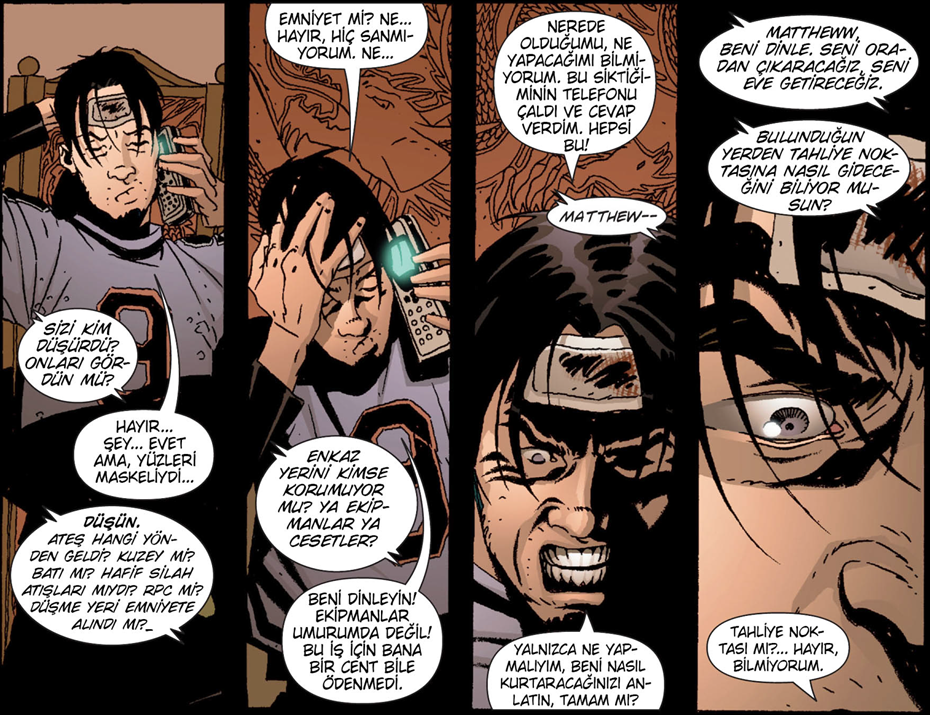 SİZİ KİM
DÜŞÜRDÜ?
ONLARI GÖR-
DÜN MÜ?
HAYIR...
ŞEY... EVET
AMA, YÜZLERİ
MASKELİYDİ...
DÜŞÜN.
ATEŞ HANGİ YÖN-
DEN GELDİ? KUZEY Mİ?
BATI MI? HAFİF SİLAH
ATIŞLARI MIYDI? RPC Mİ?
DÜŞME YERİ EMNİYETE
ALINDI MI?_
EMNİYET Mİ? NE...
HAYIR, HİÇ SANMI-
YORUM. NE...
ENKAZ
YERİNİ KİMSE
KORUMUYOR
MU? YA EKİP-
MANLAR YA
CESETLER?
BENİ DİNLEYİN!
EKİPMANLAR
UMURUMDA DEĞİL!
BU İŞ İÇİN BANA
BİR CENT BİLE
ÖDENMEDİ.
NEREDE
OLDUĞUMU, NE
YAPACAĞIMI BİLMİ-
YORUM. BU SİKTİĞİ-
MİNİN TELEFONU
ÇALDI VE CEVAP
VERDİM. HEPSİ
BU!
MATTHEW--
YALNIZCA NE YAP-
MALIYIM, BENİ NASIL
KURTARACAĞINIZI AN-
LATIN, TAMAM MI?
MATTHEWW,
BENİ DİNLE. SENİ ORA-
DAN ÇIKARACAĞIZ, SENİ
EVE GETİRECEĞİZ.
BULUNDUĞUN
YERDEN TAHLİYE NOK-
TASINA NASIL GİDECE-
ĞİNİ BİLİYOR MU-
SUN?
TAHLİYE NOK-
TASI MI?... HAYIR,
BİLMİYORUM.